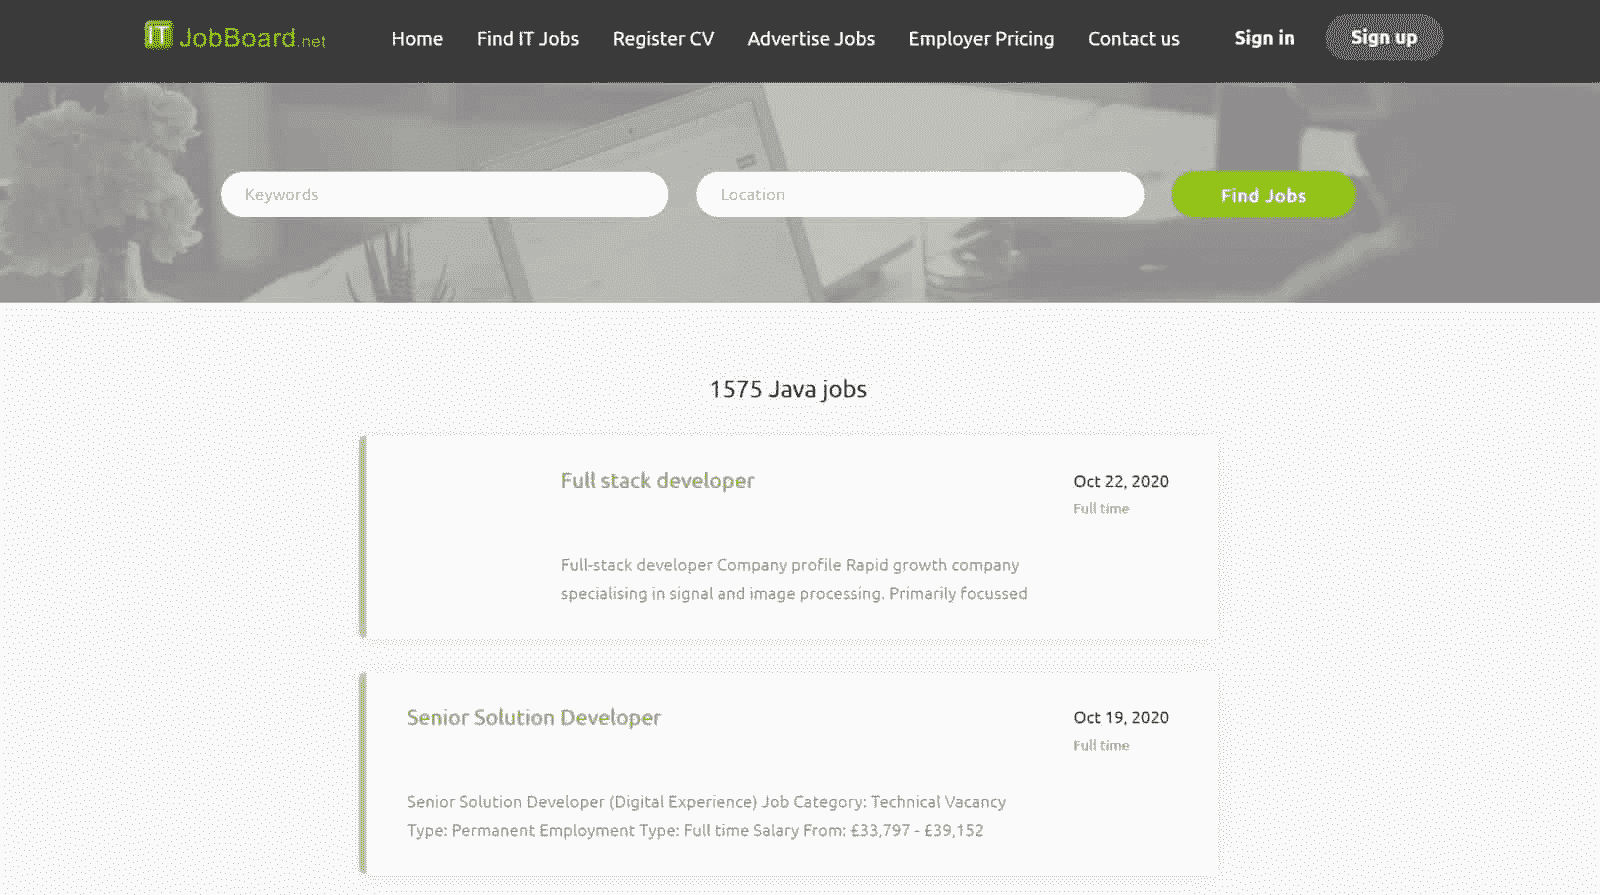 IT JobBoard.net
Home Find IT Jobs Register CV Advertise Jobs Employer Pricing Contact us Sign in Sign up
Keywords Location Find Jobs
1575 Java jobs
Full stack developer Oct 22, 2020
Full time
Full-stack developer Company profile Rapid growth company
specialising in signal and image processing. Primarily focussed
Senior Solution Developer Oct 19, 2020
Full time
Senior Solution Developer (Digital Experience) Job Category: Technical Vacancy
Type: Permanent Employment Type: Full time Salary From: £33,797 - £39,152